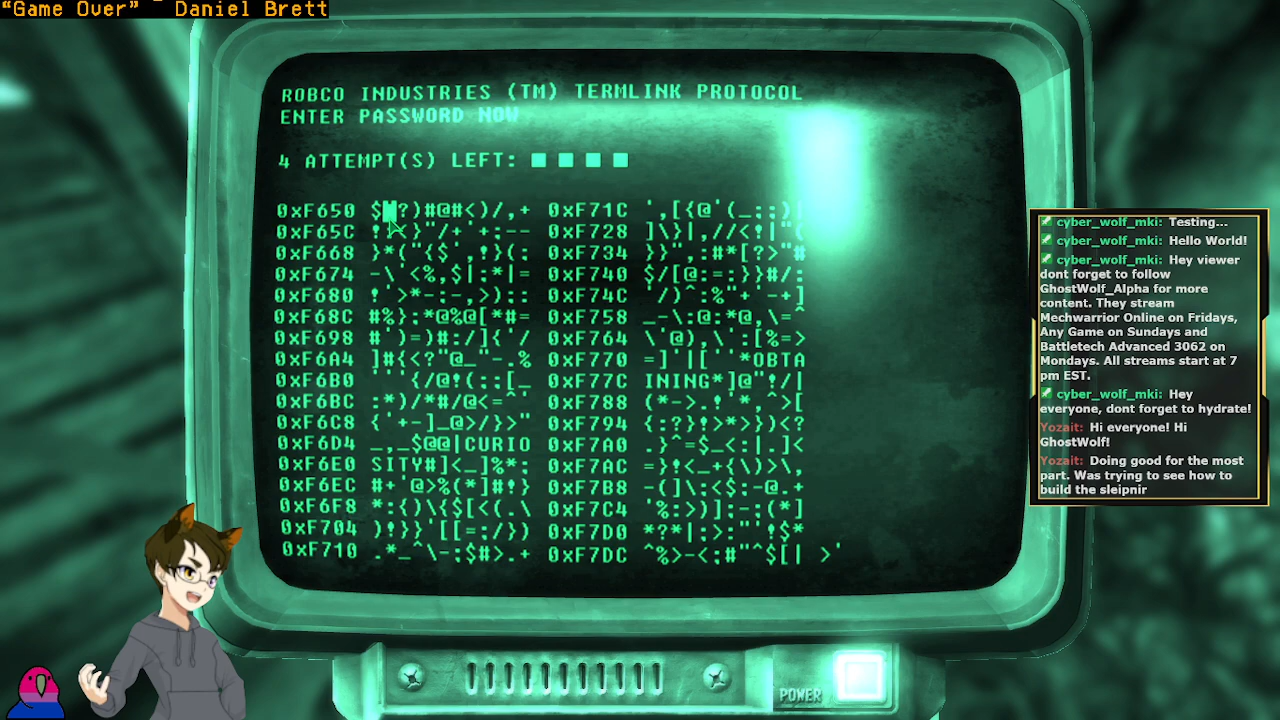 “Game Over” - Daniel Brett
ROBCO INDUSTRIES (TM) TERMLINK PROTOCOL
ENTER PASSWORD NOW
4 ATTEMPT(S) LEFT: ■ ■ ■ ■
0xF650 ?)#@#<)/,+ 0xF71C ',[{@'(_;;)
0xF65C }"/+'+;-- 0xF728 ]\}|,//<!|"(
0xF668 }*("{$',!}(: 0xF734 }}",:#*[?>"#
0xF674 -\'<%,$|:*|= 0xF740 $/[@:=:}}#/:
0xF680 !'>*-:-,>):: 0xF74C '/)^:%"+'-+]
0xF68C #%};*@%@[*#= 0xF758 _-\:@:*@,\=^
0xF698 #')=)#:/]{'/ 0xF764 \'@),\':[%=>
0xF6A4 ]#{<?"@_"-.% 0xF770 =]'|['`*OBTA
0xF6B0 '`'{/@!(;:[_ 0xF77C INING*]@"!/|
0xF6BC :*)/*#/@<=^' 0xF788 (*->.!'*,^>[
0xF6C8 {'+-]_@>/}>" 0xF794 {:?}!>*>})<?
0xF6D4 _,_$@@|CURIO 0xF7A0 .}^=$_<:|.]<
0xF6E0 SITY#]<_]%*; 0xF7AC =}!<_+{\)>\,
0xF6EC #+'@>%(*]#!} 0xF7B8 -(]\:<$:-@.+
0xF6F8 *:{)\{$[<(.\ 0xF7C4 '%:>)];-;(*]
0xF704 )!}}'[[=;/}) 0xF7D0 *?*|;>:"'!$*
0xF710 .*_^\-;$#>.+ 0xF7DC ^%>-<;#"^$[| >'
POWER
cyber_wolf_mki: Testing...
cyber_wolf_mki: Hello World!
cyber_wolf_mki: Hey viewer
dont forget to follow
GhostWolf_Alpha for more
content. They stream
Mechwarrior Online on Fridays,
Any Game on Sundays and
Battletech Advanced 3062 on
Mondays. All streams start at 7
pm EST.
cyber_wolf_mki: Hey
everyone, dont forget to hydrate!
Yozait: Hi everyone! Hi
GhostWolf!
Yozait: Doing good for the most
part. Was trying to see how to
build the sleipnir